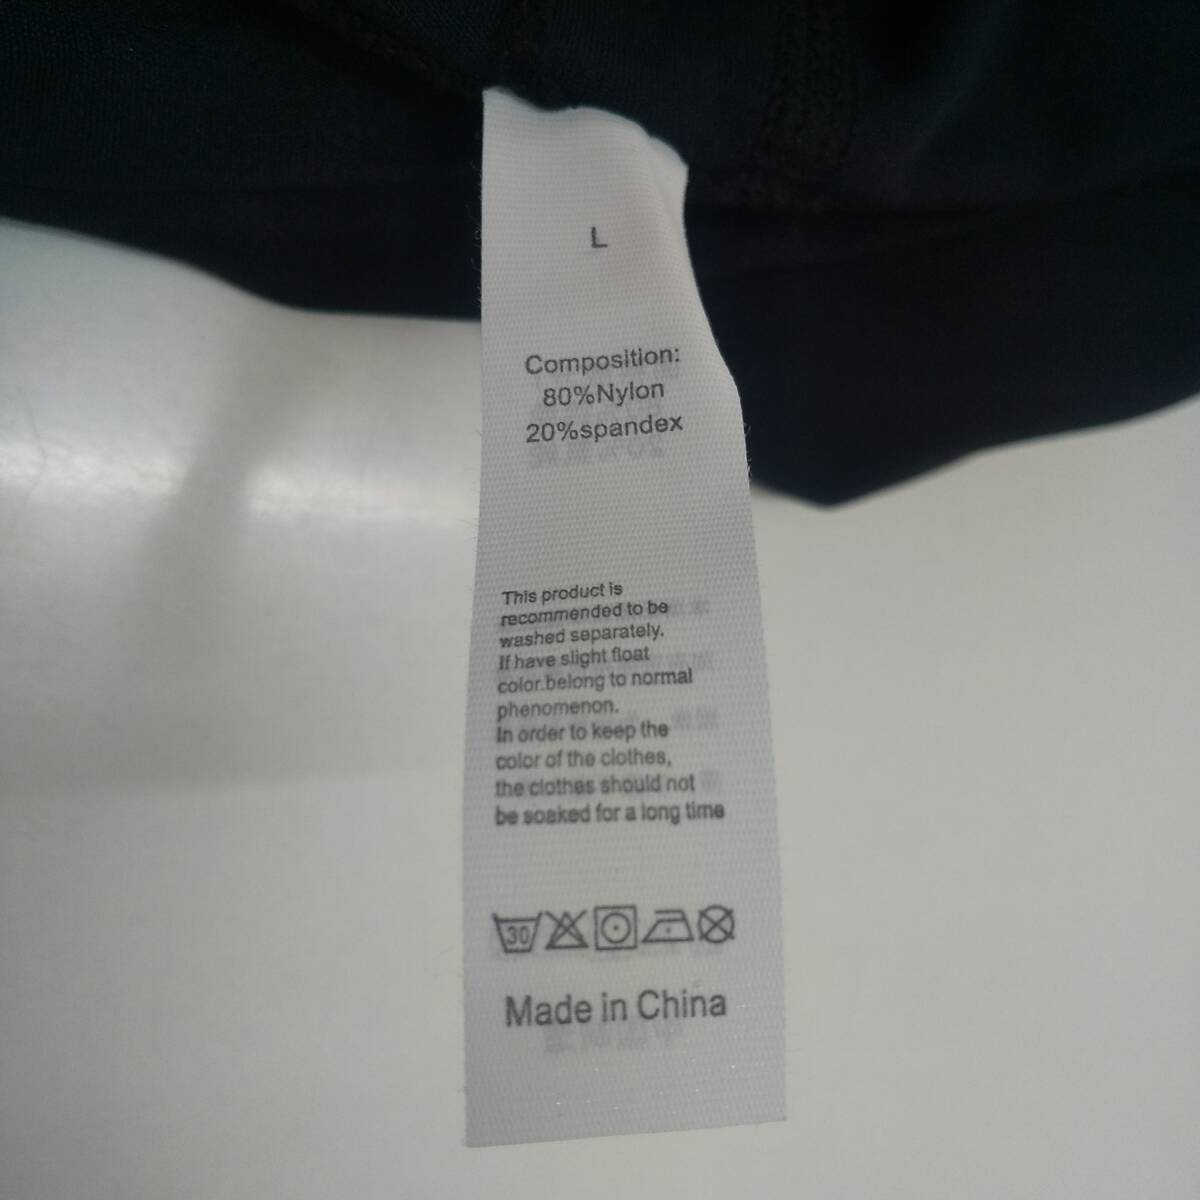 L
Composition:
80%Nylon
20%spandex
This product is
recommended to be
washed separately.
If have slight float
color.belong to normal
phenomenon.
In order to keep the
color of the clothes,
the clothes should not
be soaked for a long time
30
Made in China